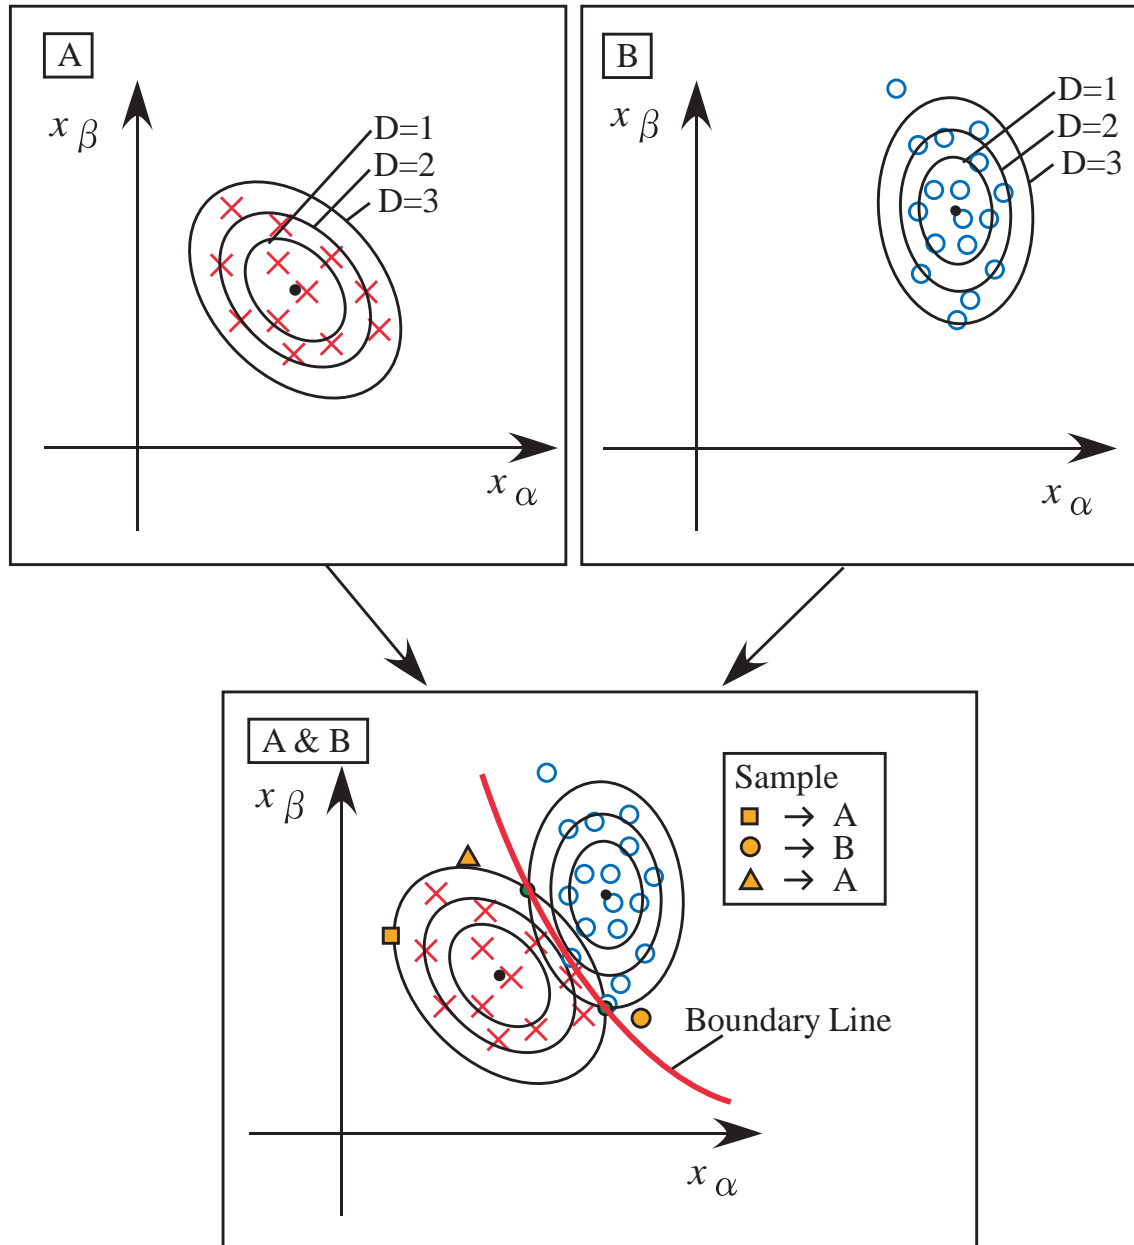 A
x β
D=1
D=2
D=3
x α
B
x β
D=1
D=2
D=3
x α
A & B
x β
Sample
→ A
→ B
→ A
Boundary Line
x α